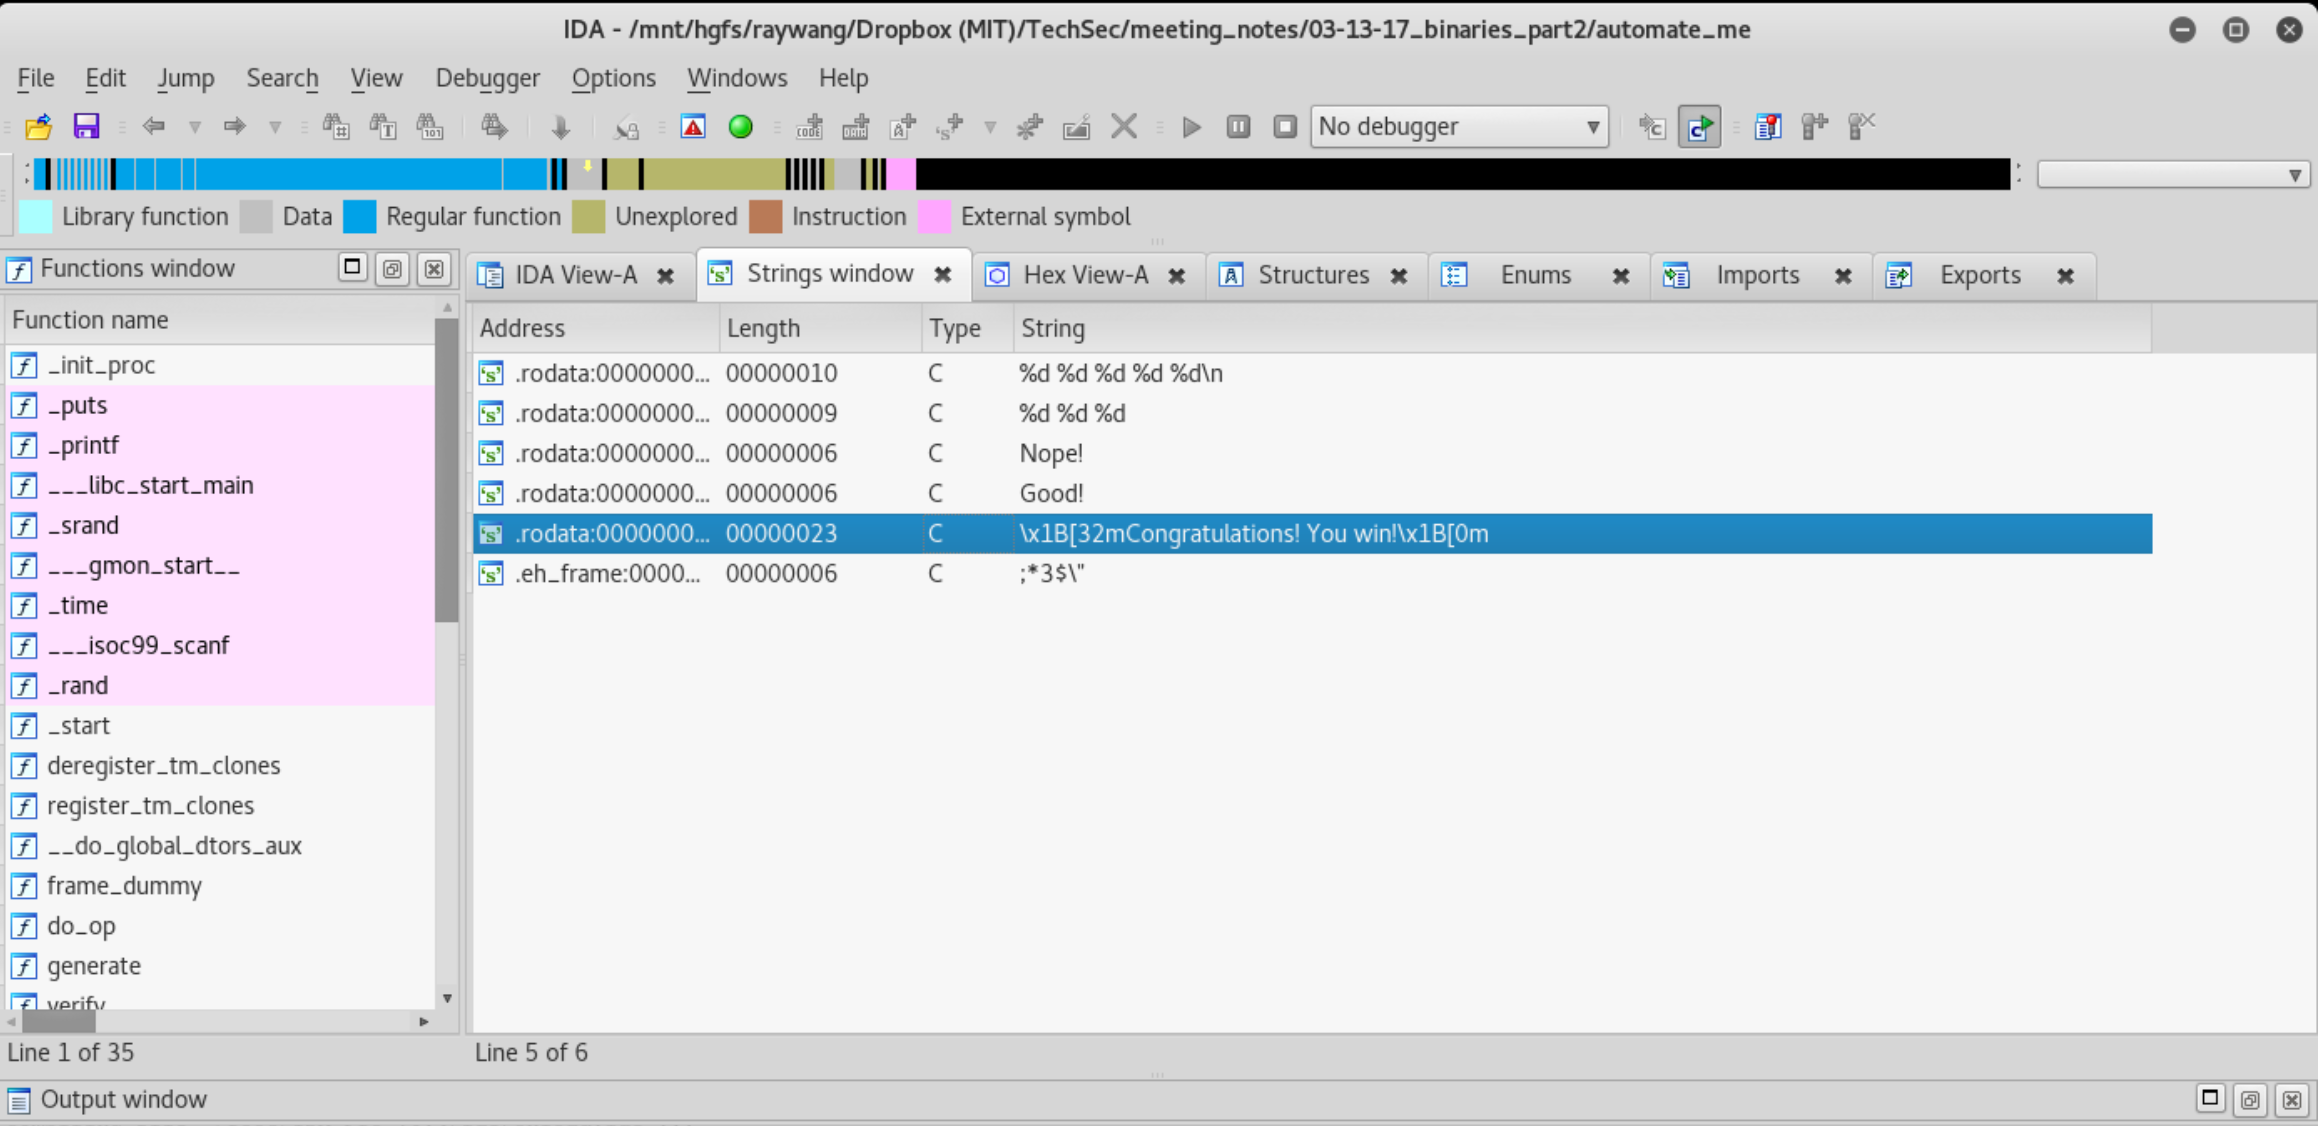 IDA - /mnt/hgfs/raywang/Dropbox (MIT)/TechSec/meeting_notes/03-13-17_binaries_part2/automate_me
File Edit Jump Search View Debugger Options Windows Help
No debugger
Library function Data Regular function Unexplored Instruction External symbol
Functions window
IDA View-A Strings window Hex View-A Structures Enums Imports Exports
Function name
_init_proc
_puts
_printf
___libc_start_main
_srand
___gmon_start__
_time
___isoc99_scanf
_rand
_start
deregister_tm_clones
register_tm_clones
__do_global_dtors_aux
frame_dummy
do_op
generate
verify
Line 1 of 35
Address Length Type String
.rodata:0000000... 00000010 C %d %d %d %d %d\n
.rodata:0000000... 00000009 C %d %d %d
.rodata:0000000... 00000006 C Nope!
.rodata:0000000... 00000006 C Good!
.rodata:0000000... 00000023 C \x1B[32mCongratulations! You win!\x1B[0m
.eh_frame:0000... 00000006 C ;*3$\"
Line 5 of 6
Output window